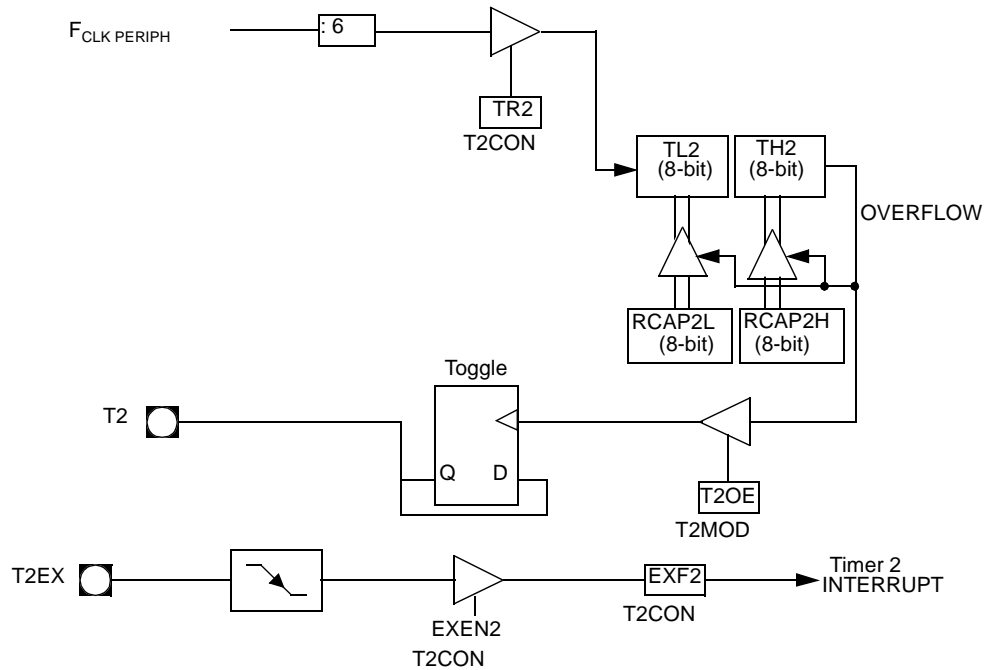 FCLK PERIPH
: 6
TR2
T2CON
TL2
(8-bit)
TH2
(8-bit)
OVERFLOW
RCAP2L
(8-bit)
RCAP2H
(8-bit)
Toggle
T2
Q D
T2OE
T2MOD
T2EX
EXEN2
T2CON
EXF2
T2CON
Timer 2
INTERRUPT